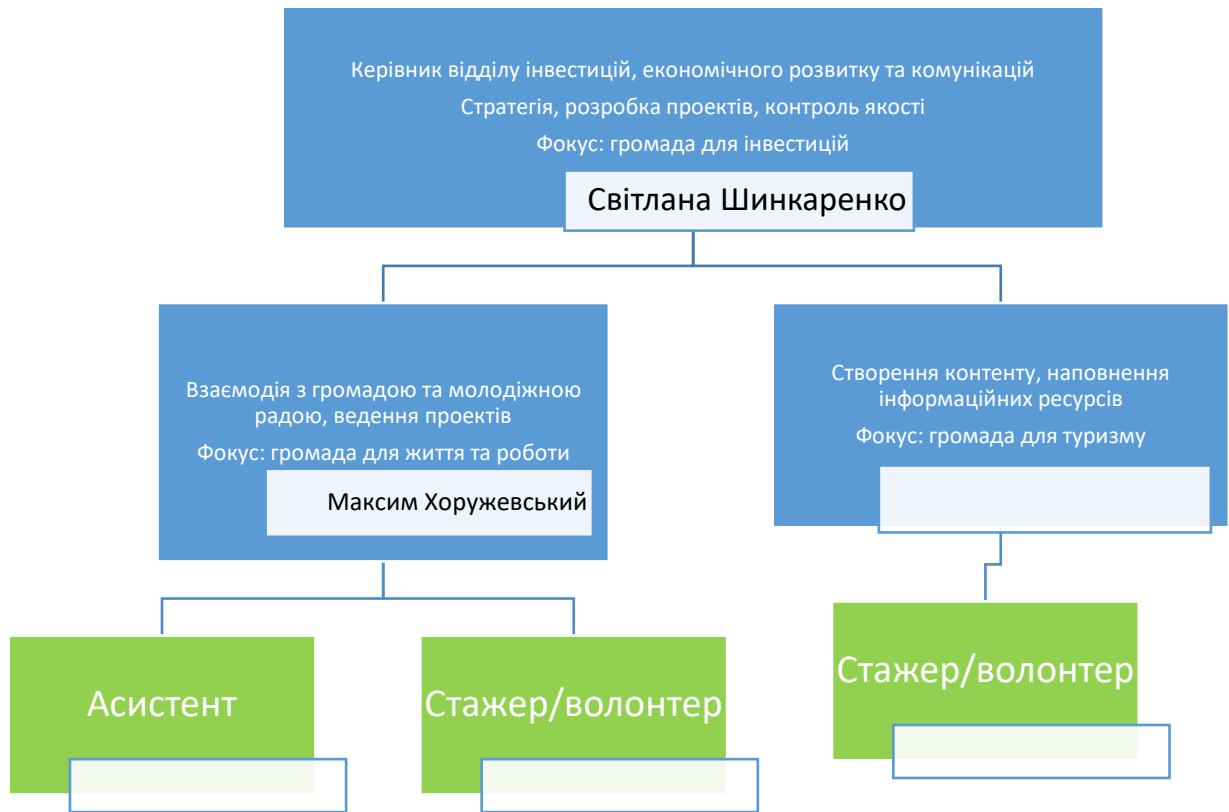 Керівник відділу інвестицій, економічного розвитку та комунікацій
Стратегія, розробка проектів, контроль якості
Фокус: громада для інвестицій
Світлана Шинкаренко
Взаємодія з громадою та молодіжною
радою, ведення проектів
Фокус: громада для життя та роботи
Максим Хоружевський
Створення контенту, наповнення
інформаційних ресурсів
Фокус: громада для туризму
Асистент
Стажер/волонтер
Стажер/волонтер